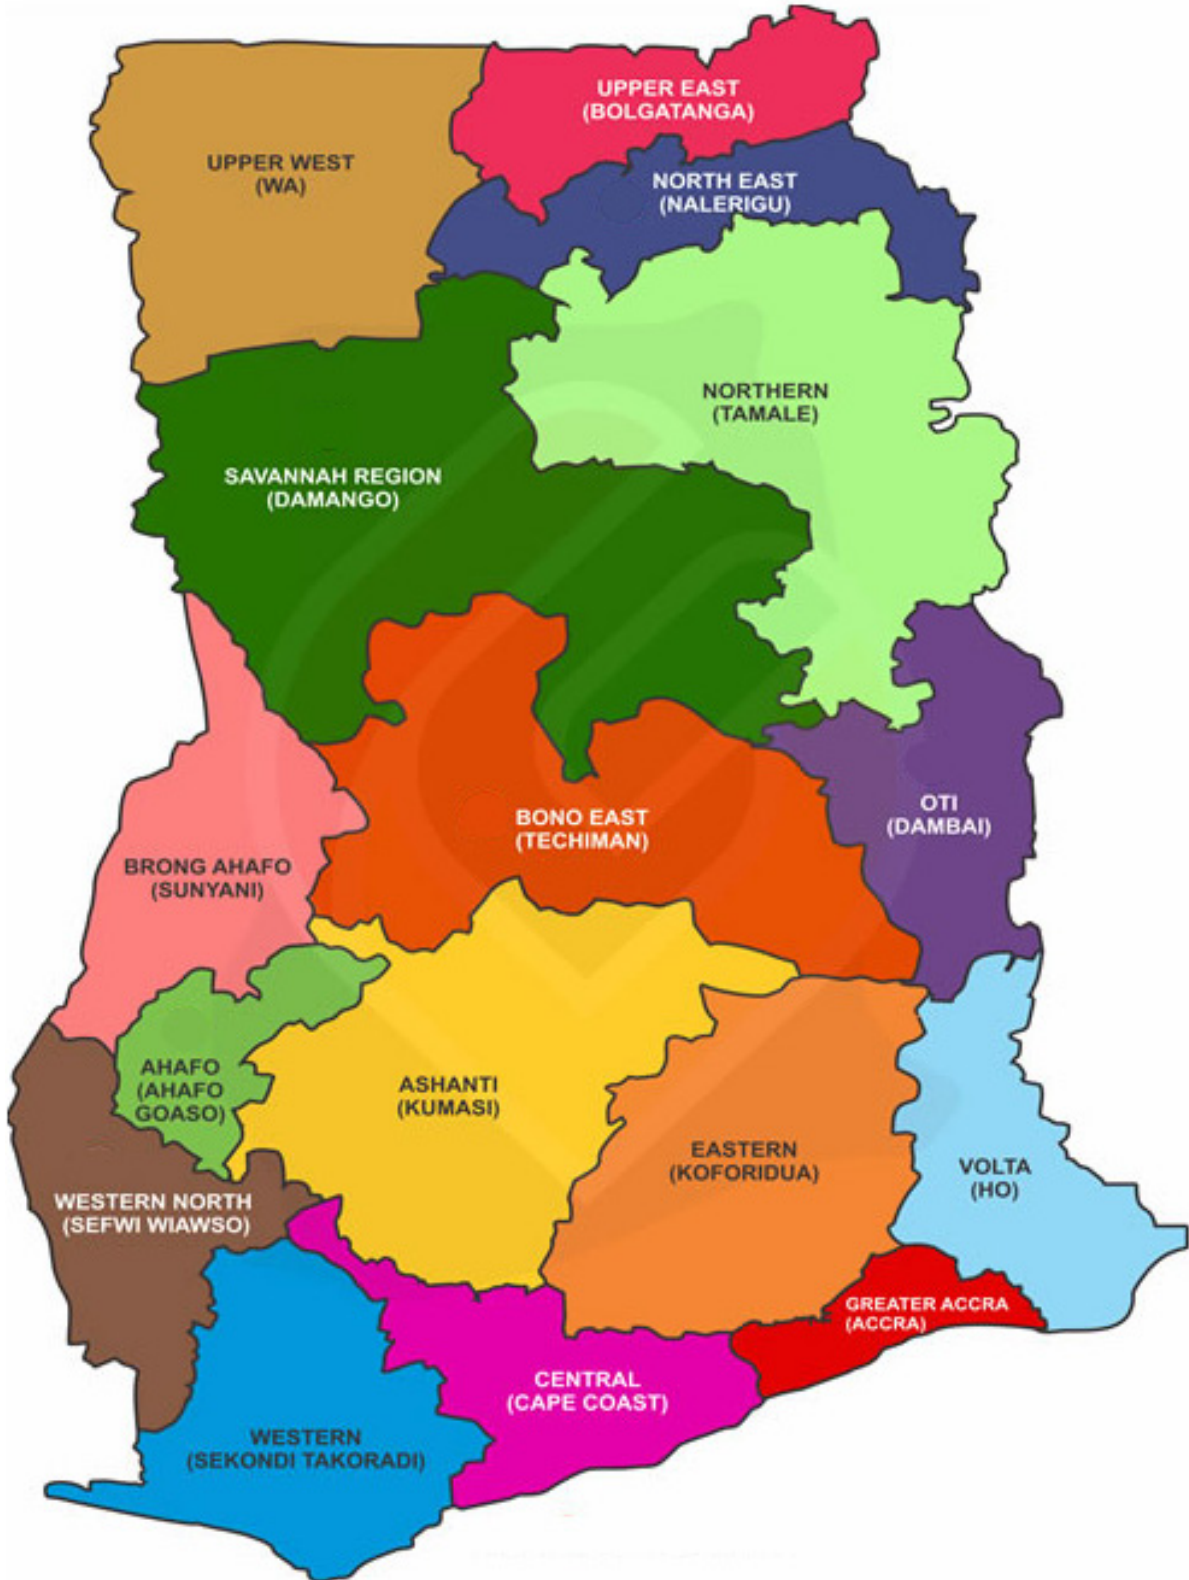 UPPER EAST
(BOLGATANGA)
UPPER WEST
(WA)
NORTH EAST
(NALERIGU)
NORTHERN
(TAMALE)
SAVANNAH REGION
(DAMANGO)
OTI
(DAMBAI)
BONO EAST
(TECHIMAN)
BRONG AHAFO
(SUNYANI)
AHAFO
(AHAFO
GOASO)
ASHANTI
(KUMASI)
EASTERN
(KOFORIDUA)
VOLTA
(HO)
WESTERN NORTH
(SEFWI WIAWSO)
GREATER ACCRA
(ACCRA)
CENTRAL
(CAPE COAST)
WESTERN
(SEKONDI TAKORADI)